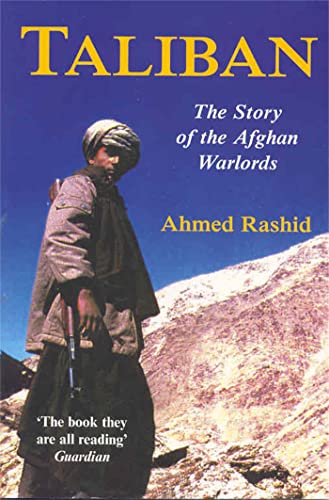 TALIBAN
The Story
of the Afghan
Warlords
Ahmed Rashid
‘The book they
are all reading’
Guardian